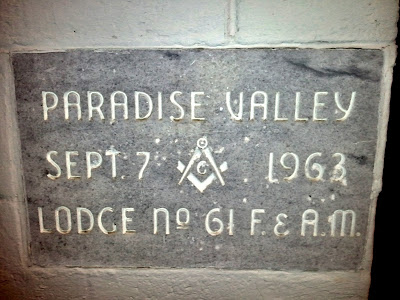 PARADISE VALLEY
SEPT. 7 G 1963
LODGE NO 61 F. & A.M.